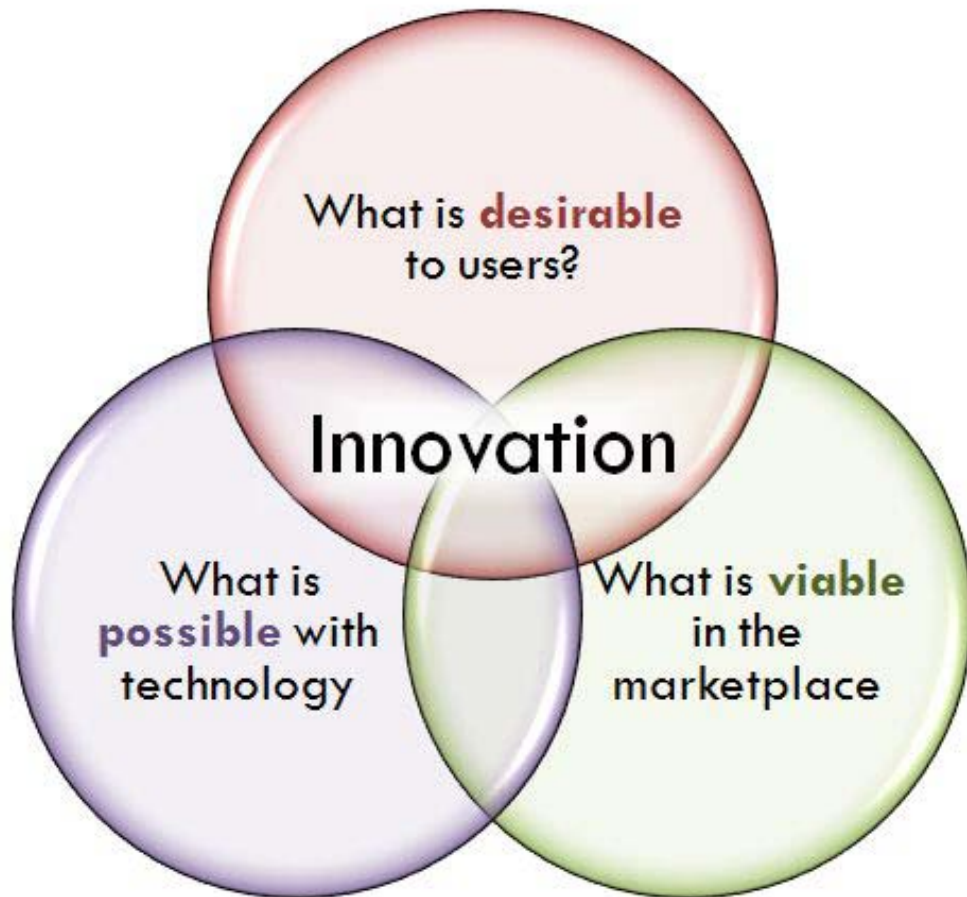 What is desirable
to users?
Innovation
What is
possible with
technology
What is viable
in the
marketplace